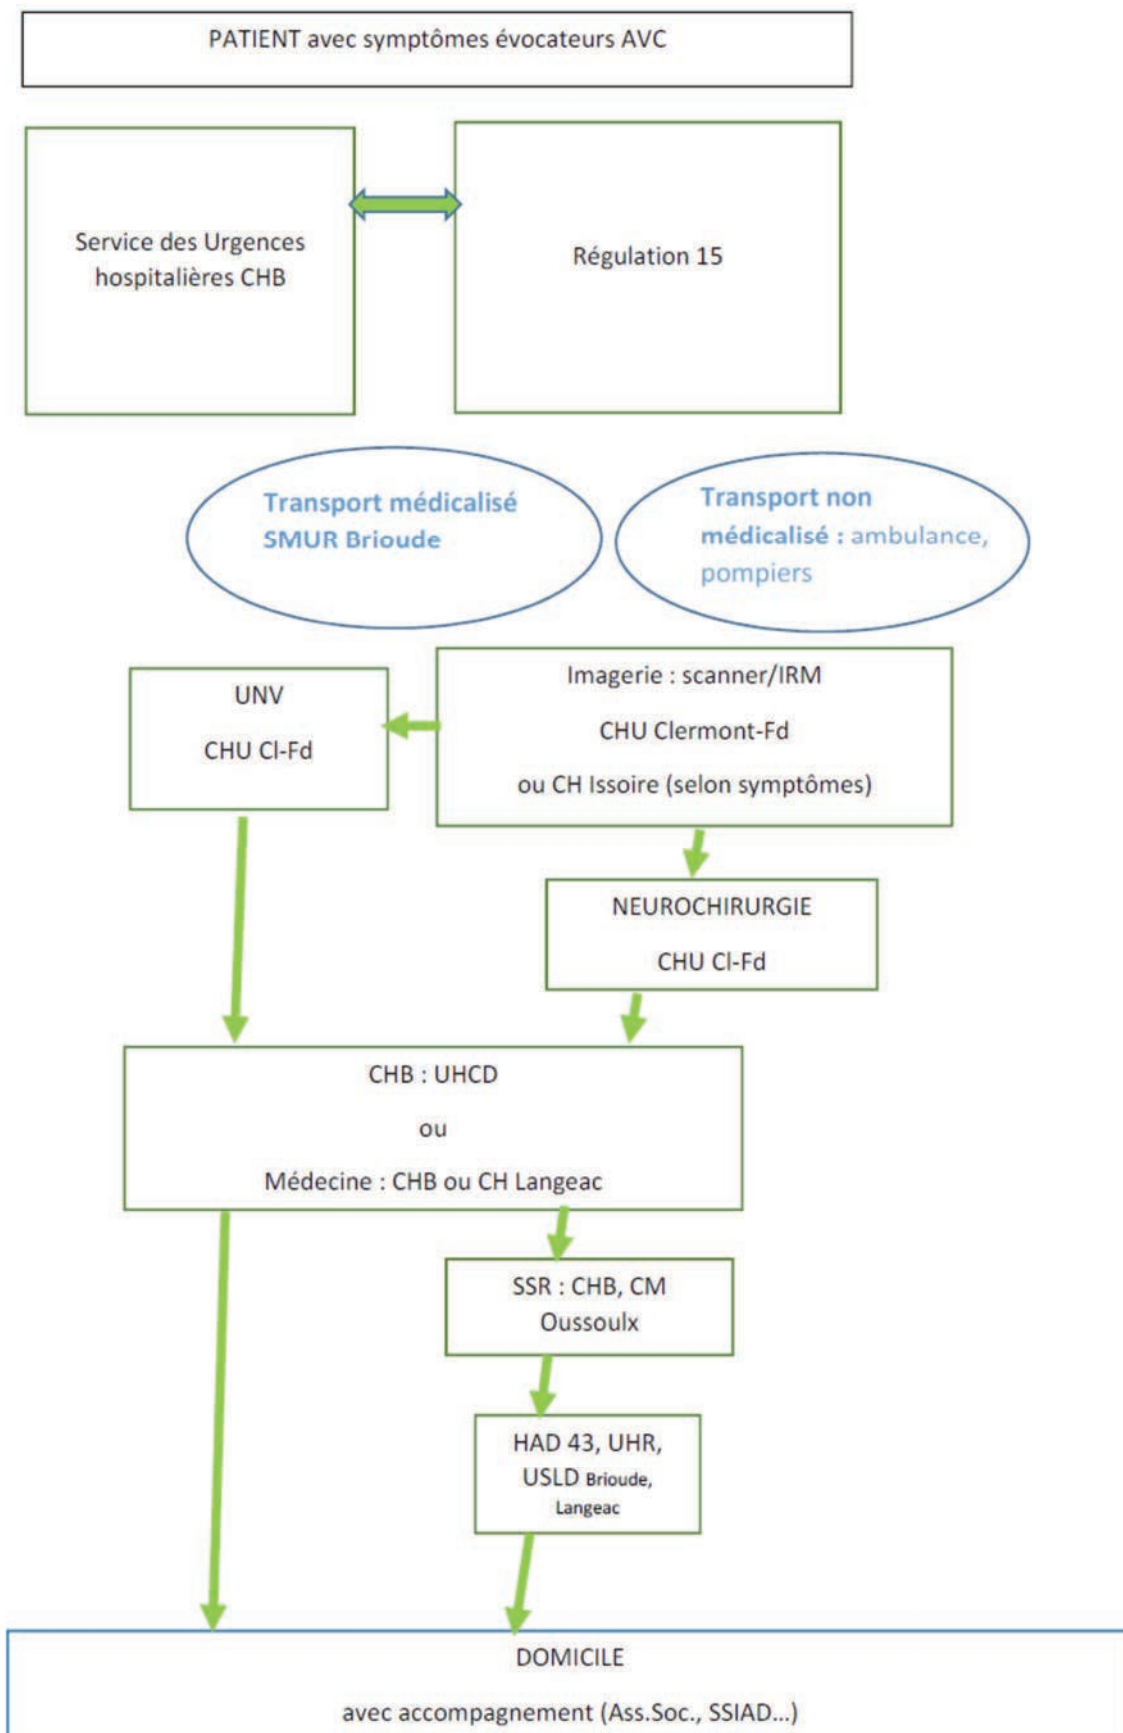 PATIENT avec symptômes évocateurs AVC
Service des Urgences
hospitalières CHB
Régulation 15
Transport médicalisé
SMUR Brioude
Transport non
médicalisé : ambulance,
pompiers
UNV
CHU Cl-Fd
Imagerie : scanner/IRM
CHU Clermont-Fd
ou CH Issoire (selon symptômes)
NEUROCHIRURGIE
CHU Cl-Fd
CHB : UHCD
ou
Médecine : CHB ou CH Langeac
SSR : CHB, CM
Oussoulx
HAD 43, UHR,
USLD Brioude,
Langeac
DOMICILE
avec accompagnement (Ass.Soc., SSIAD...)